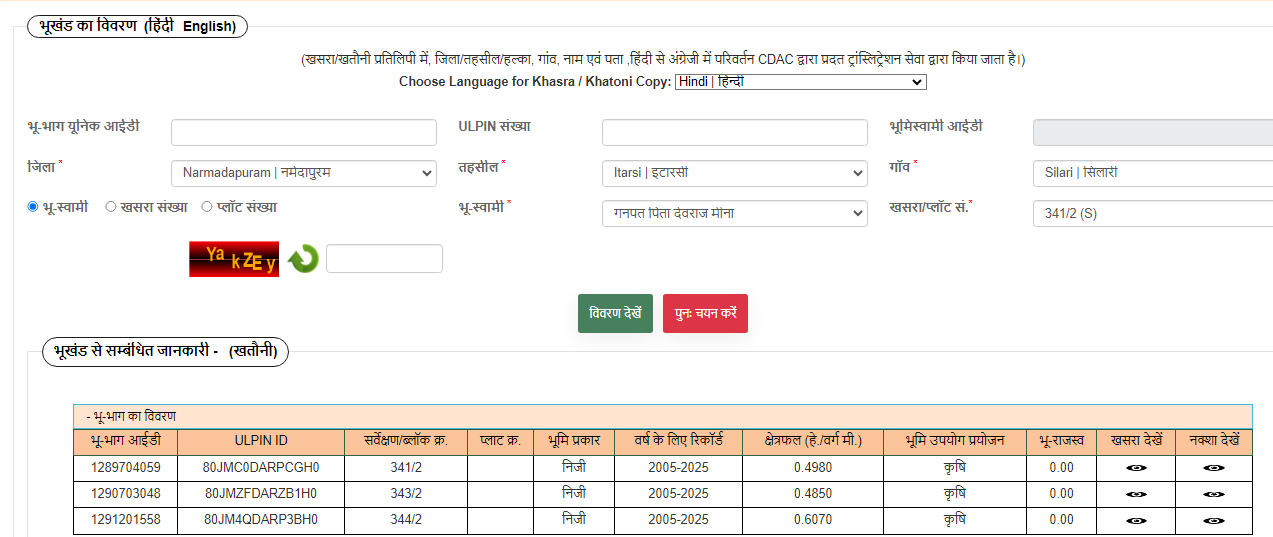 भूखंड का विवरण (हिंदी English)
(खसरा/खतौनी प्रतिलिपी में, जिला/तहसील/हल्का, गांव, नाम एवं पता ,हिंदी से अंग्रेजी में परिवर्तन CDAC द्वारा प्रदत ट्रांस्लिट्रेशन सेवा द्वारा किया जाता है।)
Choose Language for Khasra / Khatoni Copy: Hindi | हिन्दी
भू-भाग यूनिक आईडी ULPIN संख्या भूमिस्वामी आईडी
जिला * Narmadapuram | नर्मदापुरम तहसील * Itarsi | इटारसी गाँव * Silari | सिलारी
भू-स्वामी खसरा संख्या प्लॉट संख्या भू-स्वामी * गनपत पिता देवराज मीना खसरा/प्लॉट सं.* 341/2 (S)
Ya k ZE y
विवरण देखें पुनः चयन करें
भूखंड से सम्बंधित जानकारी - (खतौनी)
- भू-भाग का विवरण
भू-भाग आईडी ULPIN ID सर्वेक्षण/ब्लॉक क्र. प्लाट क्र. भूमि प्रकार वर्ष के लिए रिकॉर्ड क्षेत्रफल (हे./वर्ग मी.) भूमि उपयोग प्रयोजन भू-राजस्व खसरा देखें नक्शा देखें
1289704059 80JMC0DARPCGH0 341/2 निजी 2005-2025 0.4980 कृषि 0.00
1290703048 80JMZFDARZB1H0 343/2 निजी 2005-2025 0.4850 कृषि 0.00
1291201558 80JM4QDARP3BH0 344/2 निजी 2005-2025 0.6070 कृषि 0.00